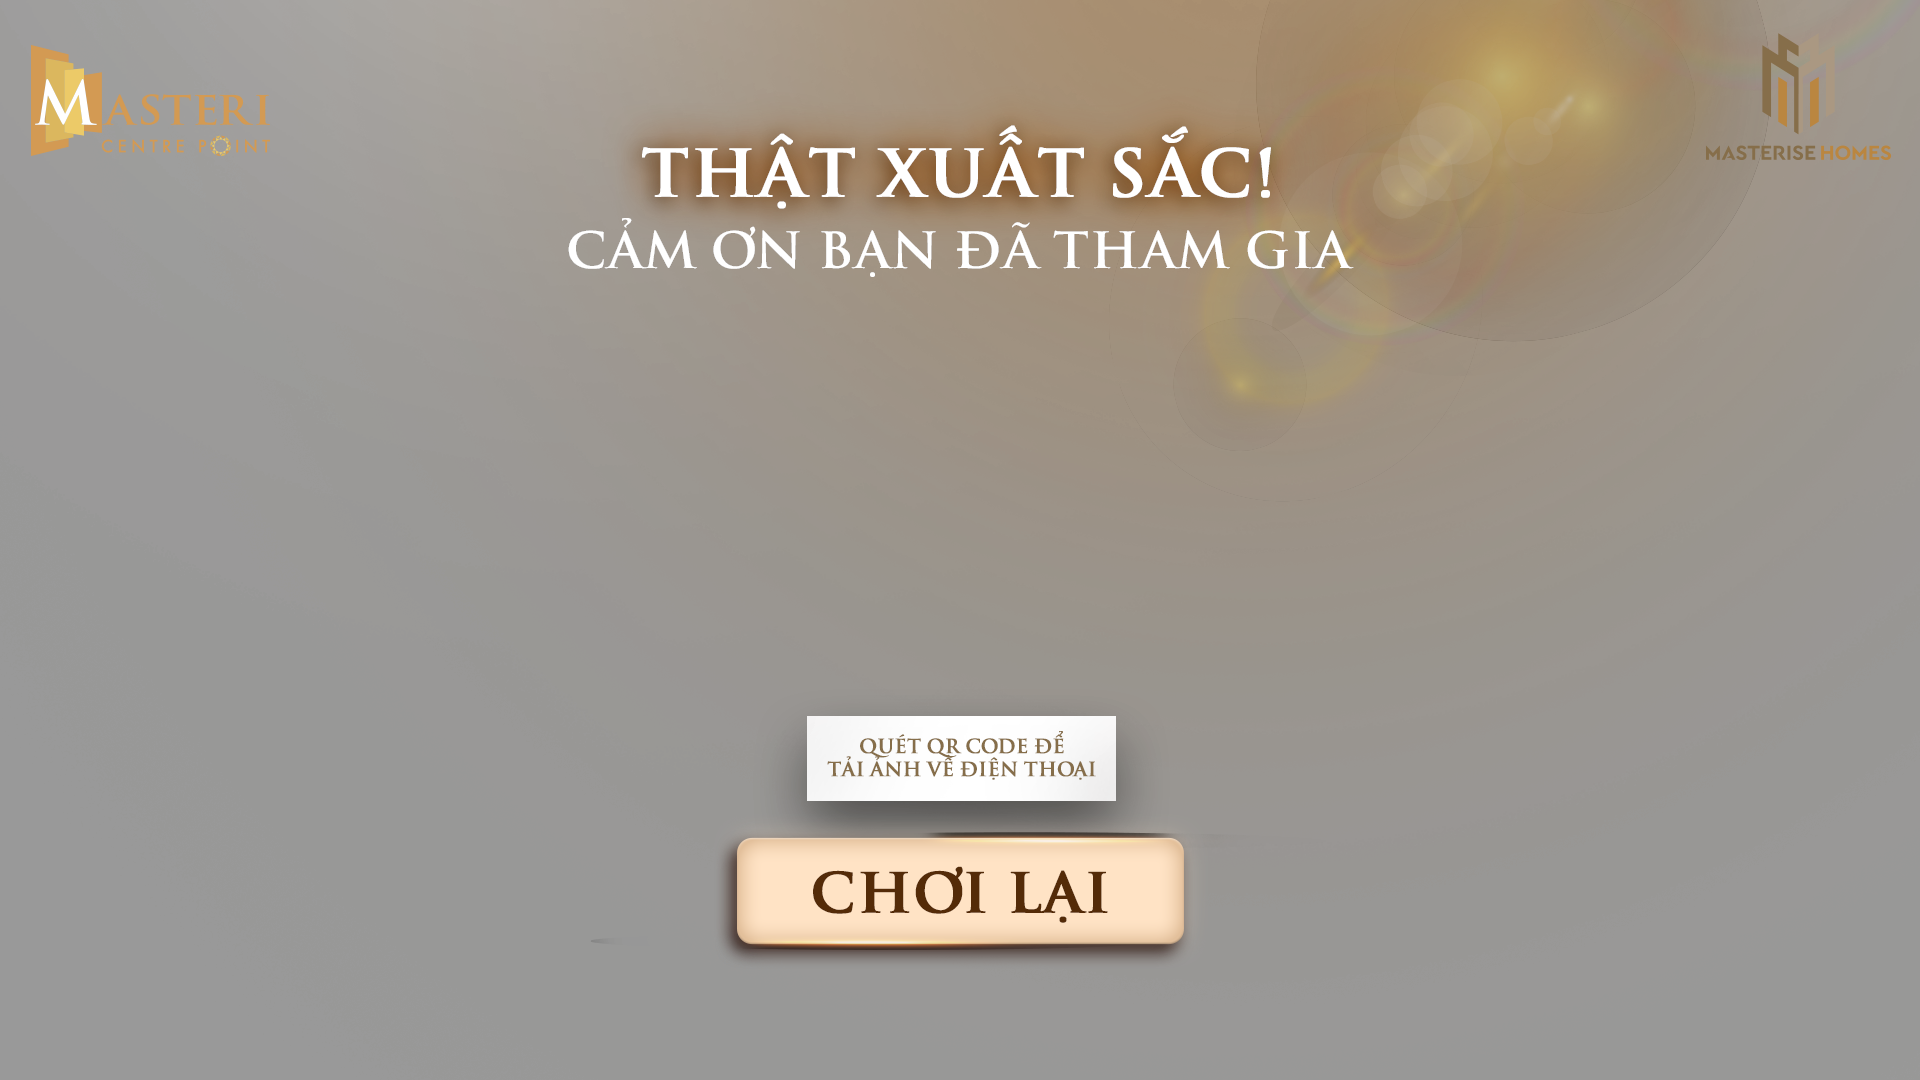 MASTERI
CENTRE POINT
MASTERISE HOMES
THẬT XUẤT SẮC!
CẢM ƠN BẠN ĐÃ THAM GIA
QUÉT QR CODE ĐỂ
TẢI ẢNH VỀ ĐIỆN THOẠI
CHƠI LẠI